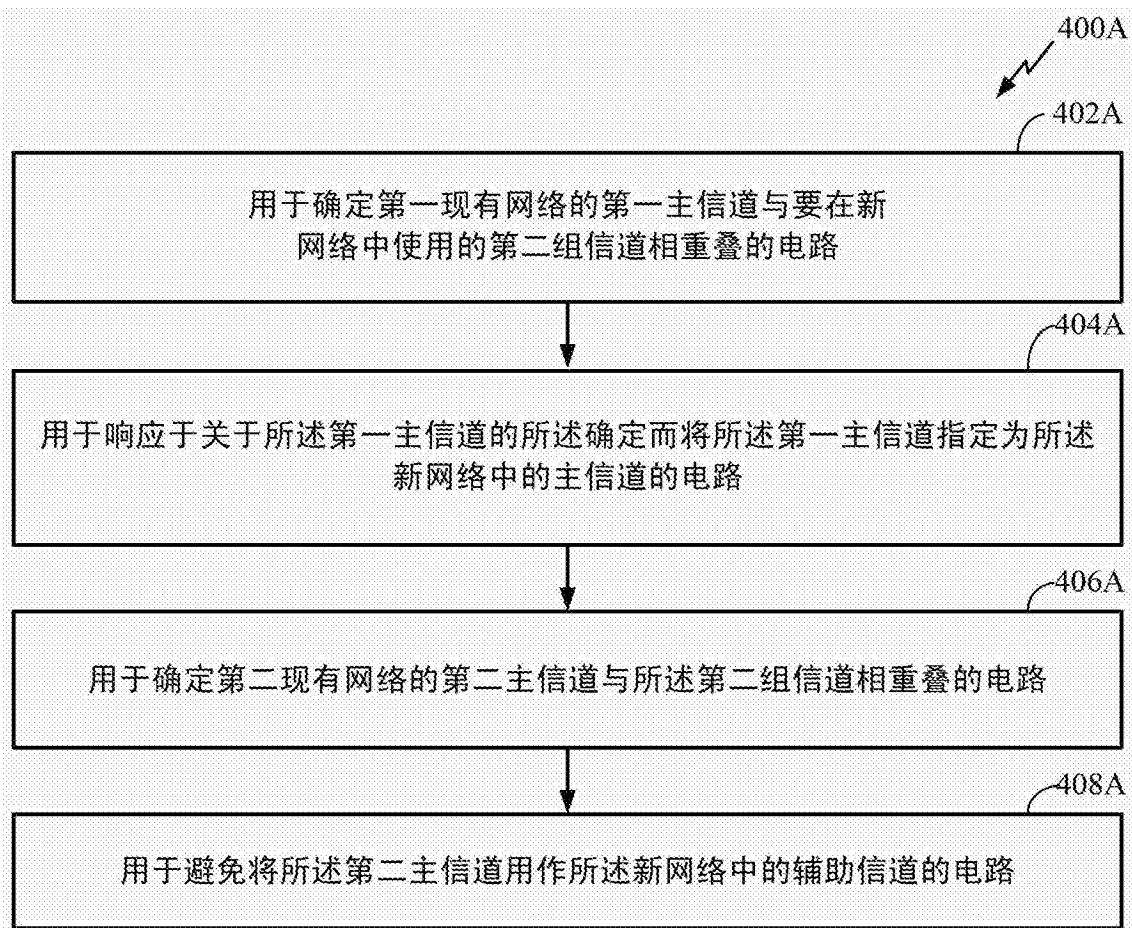 400A
402A
用于确定第一现有网络的第一主信道与要在新
网络中使用的第二组信道相重叠的电路
404A
用于响应于关于所述第一主信道的所述确定而将所述第一主信道指定为所述
新网络中的主信道的电路
406A
用于确定第二现有网络的第二主信道与所述第二组信道相重叠的电路
408A
用于避免将所述第二主信道用作所述新网络中的辅助信道的电路